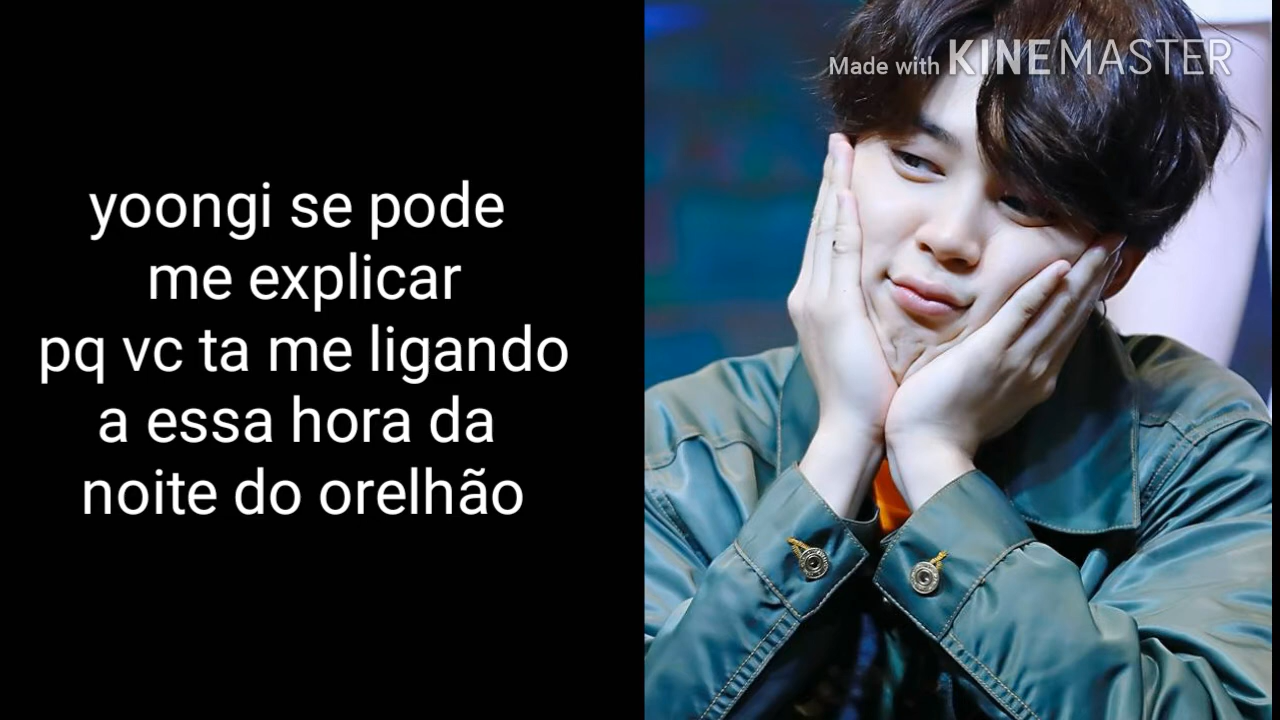 Made with KINEMASTER
yoongi se pode
me explicar
pq vc ta me ligando
a essa hora da
noite do orelhão